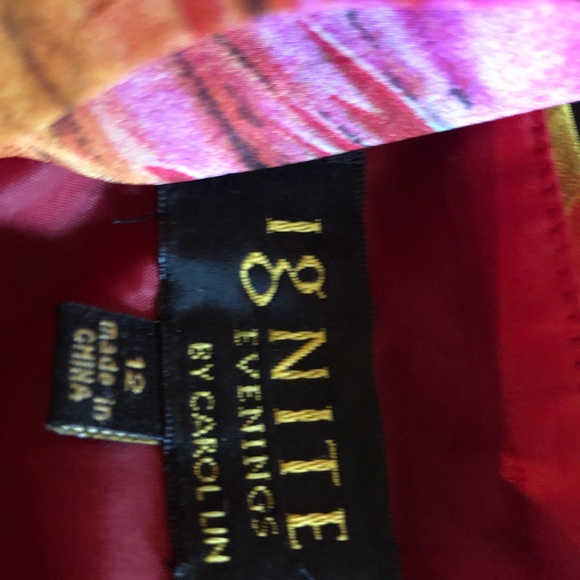 IgNITE
EVENINGS
BY CAROL LIN
12
made in
CHINA